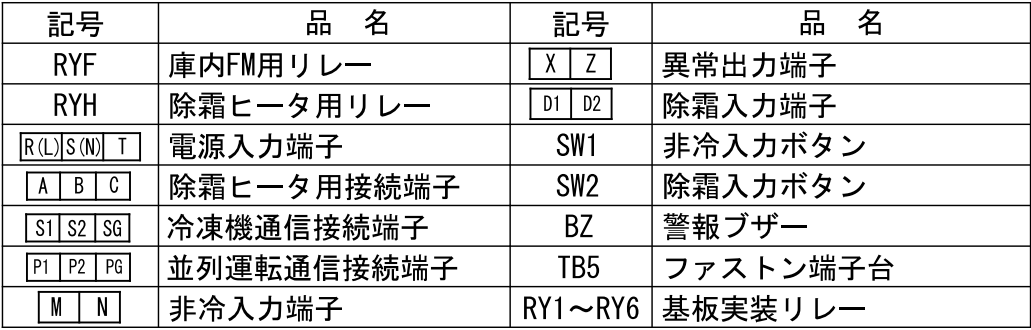 記号 品 名 記号 品 名
RYF 庫内FM用リレー X Z 異常出力端子
RYH 除霜ヒータ用リレー D1 D2 除霜入力端子
R(L) S(N) T 電源入力端子 SW1 非冷入力ボタン
A B C 除霜ヒータ用接続端子 SW2 除霜入力ボタン
S1 S2 SG 冷凍機通信接続端子 BZ 警報ブザー
P1 P2 PG 並列運転通信接続端子 TB5 ファストン端子台
M N 非冷入力端子 RY1～RY6 基板実装リレー